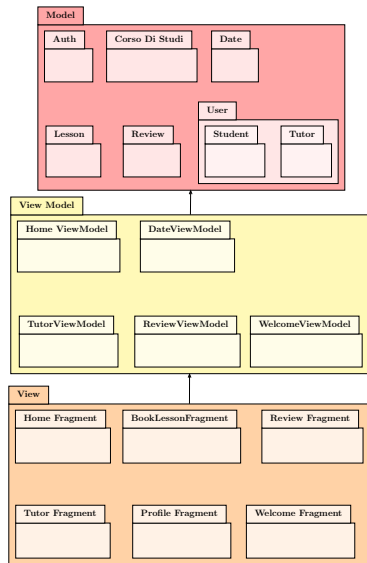 Model
Auth
Corso Di Studi
Date
Lesson
Review
User
Student
Tutor
View Model
Home ViewModel
DateViewModel
TutorViewModel
ReviewViewModel
WelcomeViewModel
View
Home Fragment
BookLessonFragment
Review Fragment
Tutor Fragment
Profile Fragment
Welcome Fragment